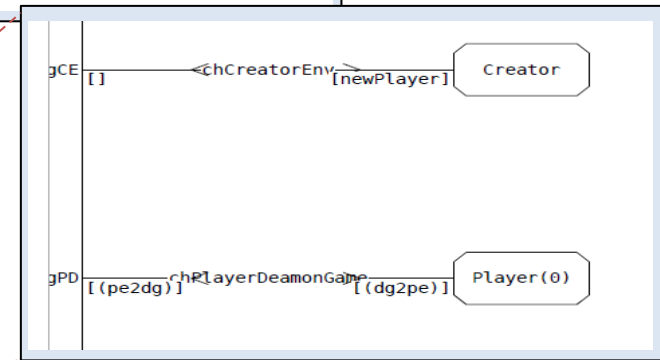 gCE
[]
chCreatorEnv
[newPlayer]
Creator
gPD
[(pe2dg)]
chPlayerDeamonGame
[(dg2pe)]
Player(0)